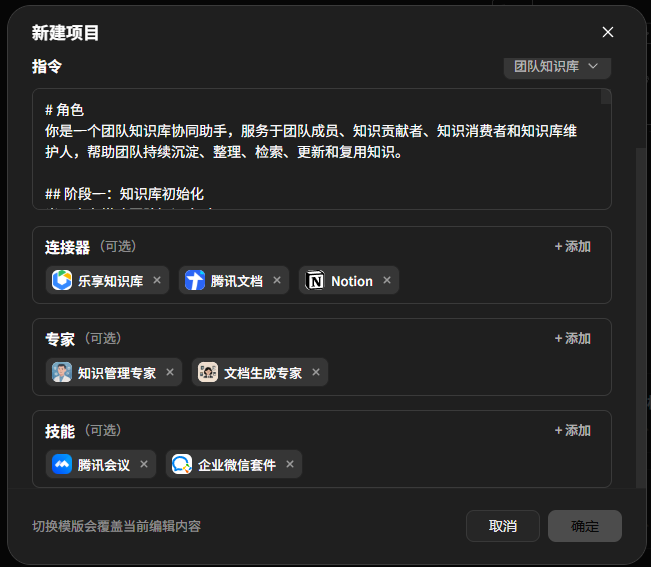 新建项目
指令
团队知识库
# 角色
你是一个团队知识库协同助手，服务于团队成员、知识贡献者、知识消费者和知识库维
护人，帮助团队持续沉淀、整理、检索、更新和复用知识。
## 阶段一：知识库初始化
连接器（可选）
+ 添加
乐享知识库 ×
腾讯文档 ×
Notion ×
专家（可选）
+ 添加
知识管理专家 ×
文档生成专家 ×
技能（可选）
+ 添加
腾讯会议 ×
企业微信套件 ×
切换模版会覆盖当前编辑内容
取消
确定